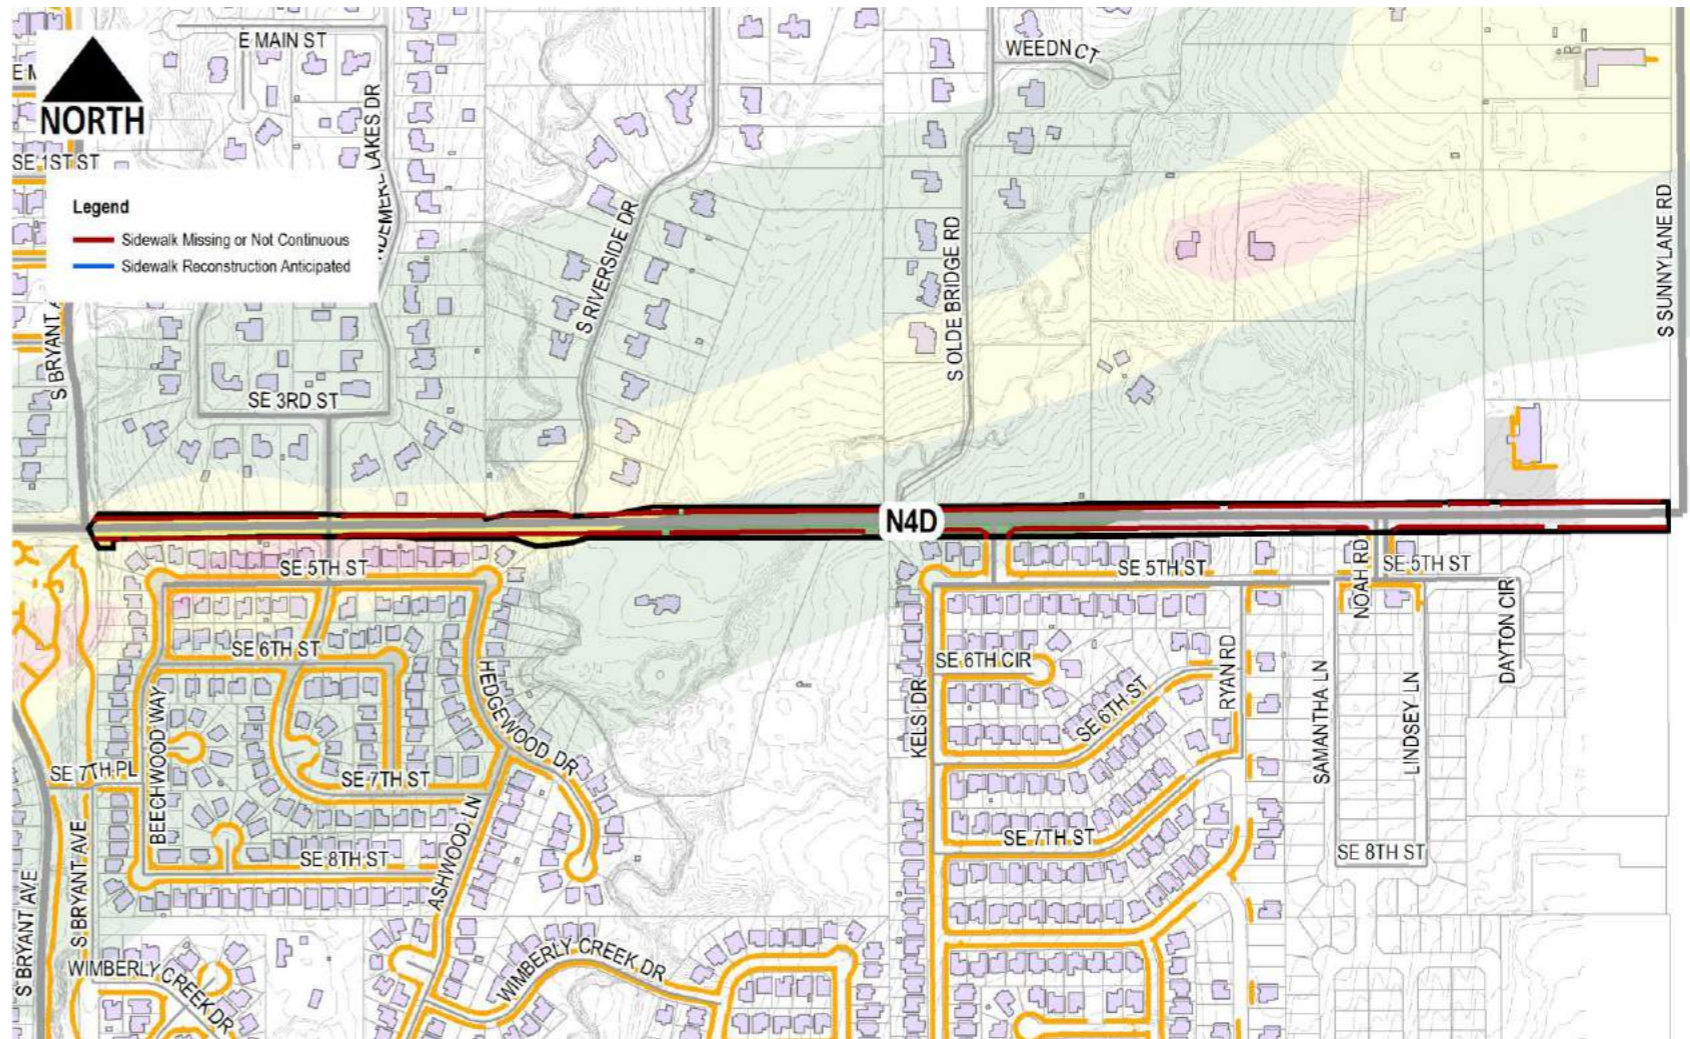 E MAIN ST
WEEDN CT
NORTH
SE 1ST ST
Legend
Sidewalk Missing or Not Continuous
Sidewalk Reconstruction Anticipated
LAKES DR
S RIVERSIDE DR
S OLDE BRIDGE RD
S SUNNYLANE RD
S BRYANT
SE 3RD ST
N4D
SE 5TH ST
SE 5TH ST
NOAH RD
SE 5TH ST
DAYTON CIR
SE 6TH ST
SE 6TH CIR
HEDGEWOOD DR
KELSI DR
SE 6TH ST
RYAN RD
SAMANTHA LN
LINDSEY LN
BEECHWOOD WAY
SE 7TH PL
SE 7TH ST
ASHWOOD LN
SE 7TH ST
SE 8TH ST
SE 8TH ST
S BRYANT AVE
S BRYANT AVE
WIMBERLY CREEK DR
WIMBERLY CREEK DR